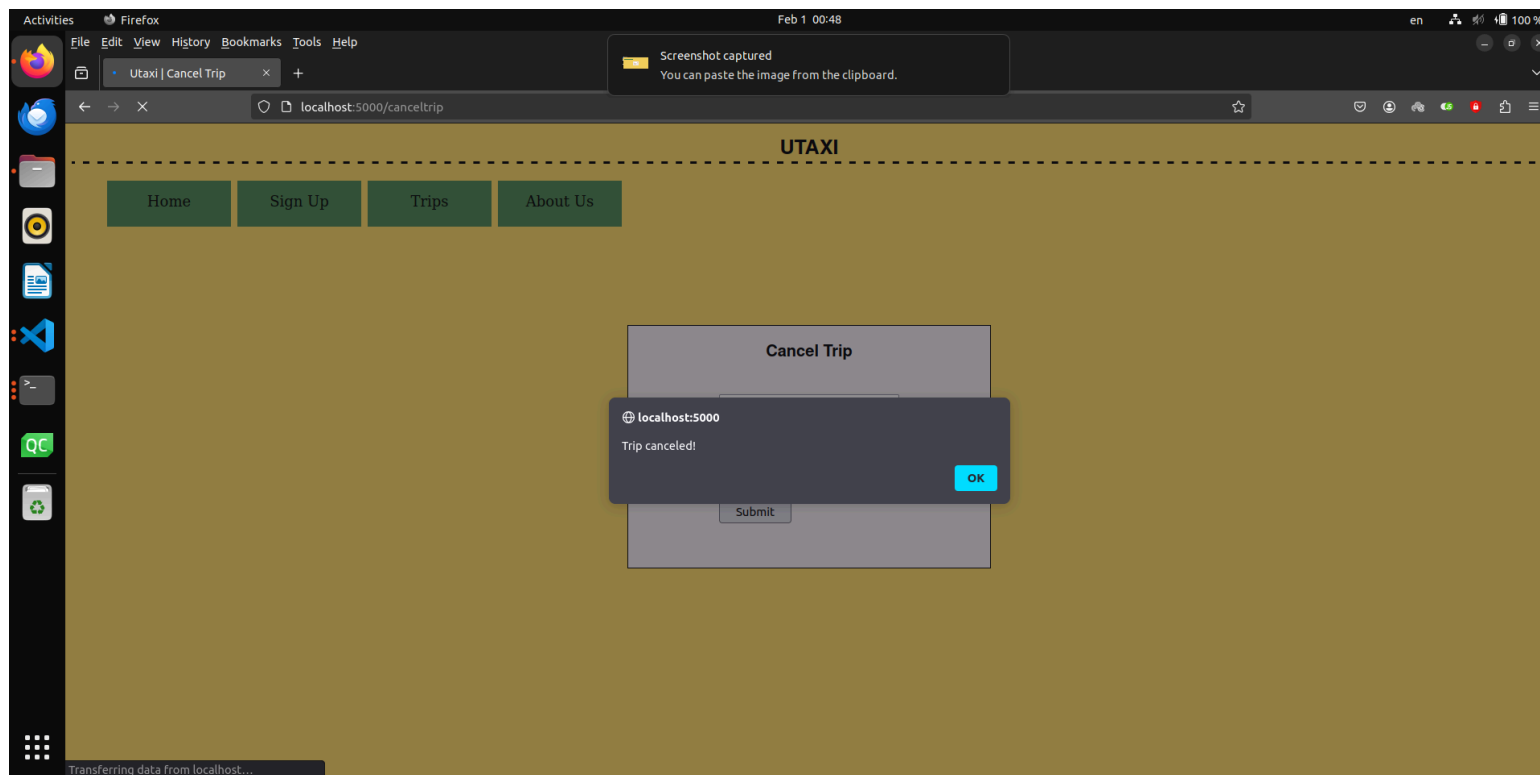 Activities Firefox Feb 1 00:48 en 100 %
File Edit View History Bookmarks Tools Help
Screenshot captured
You can paste the image from the clipboard.
Utaxi | Cancel Trip
localhost:5000/canceltrip
UTAXI
Home Sign Up Trips About Us
Cancel Trip
localhost:5000
Trip canceled!
OK
Submit
QC
Transferring data from localhost...